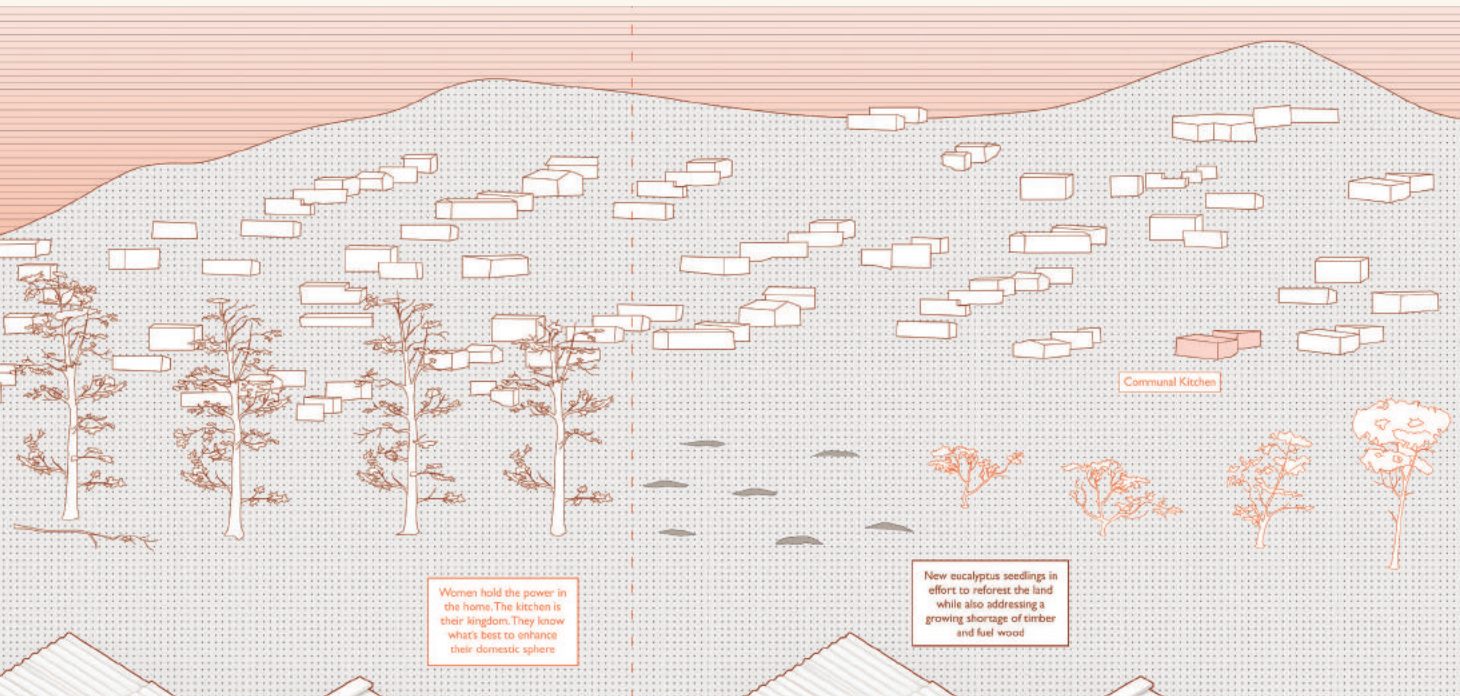 Communal Kitchen
Women hold the power in
the home. The kitchen is
their kingdom. They know
what's best to enhance
their domestic sphere
New eucalyptus seedlings in
effort to reforest the land
while also addressing a
growing shortage of timber
and fuel wood